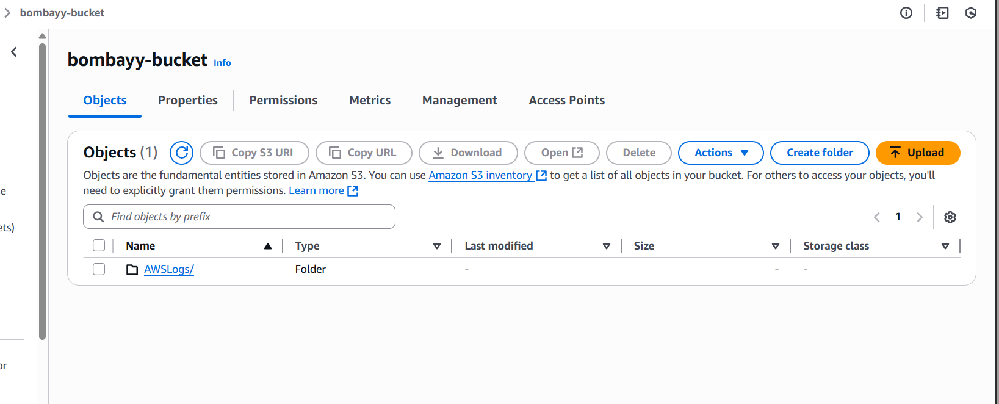 bombayy-bucket
bombayy-bucket Info
Objects Properties Permissions Metrics Management Access Points
Objects (1) Copy S3 URI Copy URL Download Open Delete Actions Create folder Upload
Objects are the fundamental entities stored in Amazon S3. You can use Amazon S3 inventory to get a list of all objects in your bucket. For others to access your objects, you'll
need to explicitly grant them permissions. Learn more
Find objects by prefix
1
Name Type Last modified Size Storage class
AWSLogs/ Folder - - -